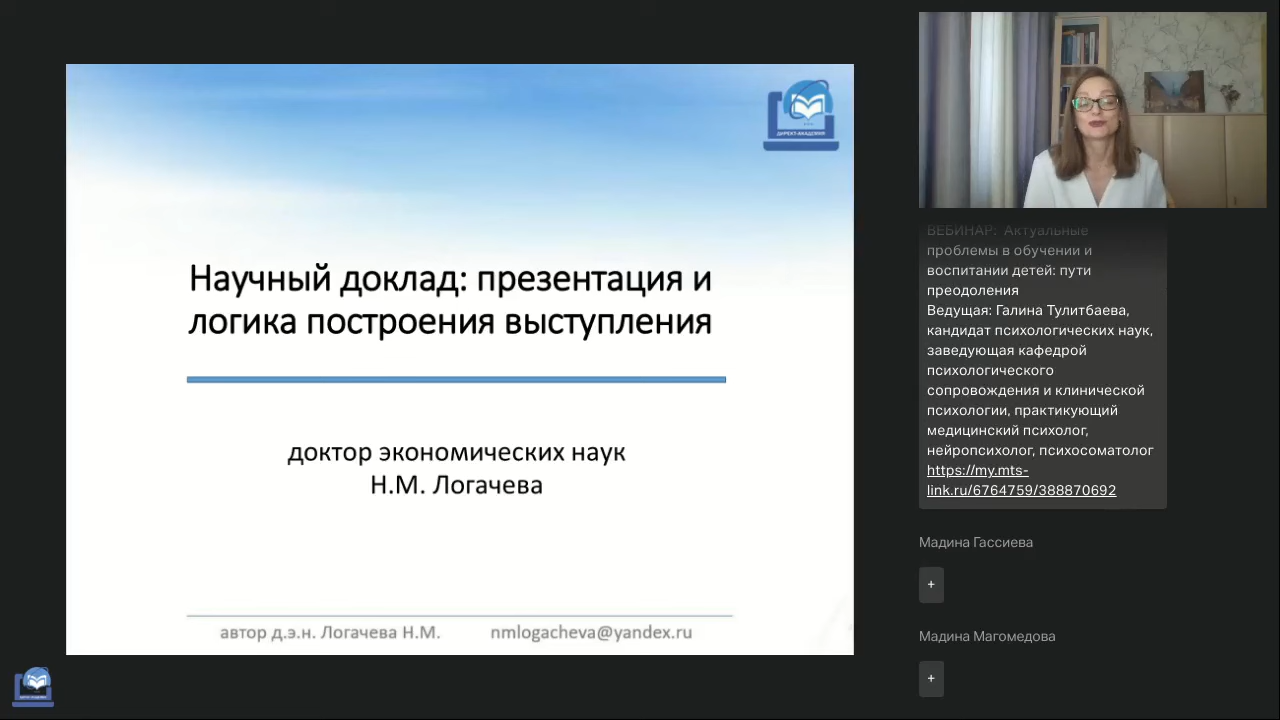 ДИРЕКТ-АКАДЕМИЯ
Научный доклад: презентация и
логика построения выступления
доктор экономических наук
Н.М. Логачева
автор д.э.н. Логачева Н.М.
nmlogacheva@yandex.ru
ВЕБИНАР: Актуальные
проблемы в обучении и
воспитании детей: пути
преодоления
Ведущая: Галина Тулитбаева,
кандидат психологических наук,
заведующая кафедрой
психологического
сопровождения и клинической
психологии, практикующий
медицинский психолог,
нейропсихолог, психосоматолог
https://my.mts-
link.ru/6764759/388870692
Мадина Гассиева
+
Мадина Магомедова
+